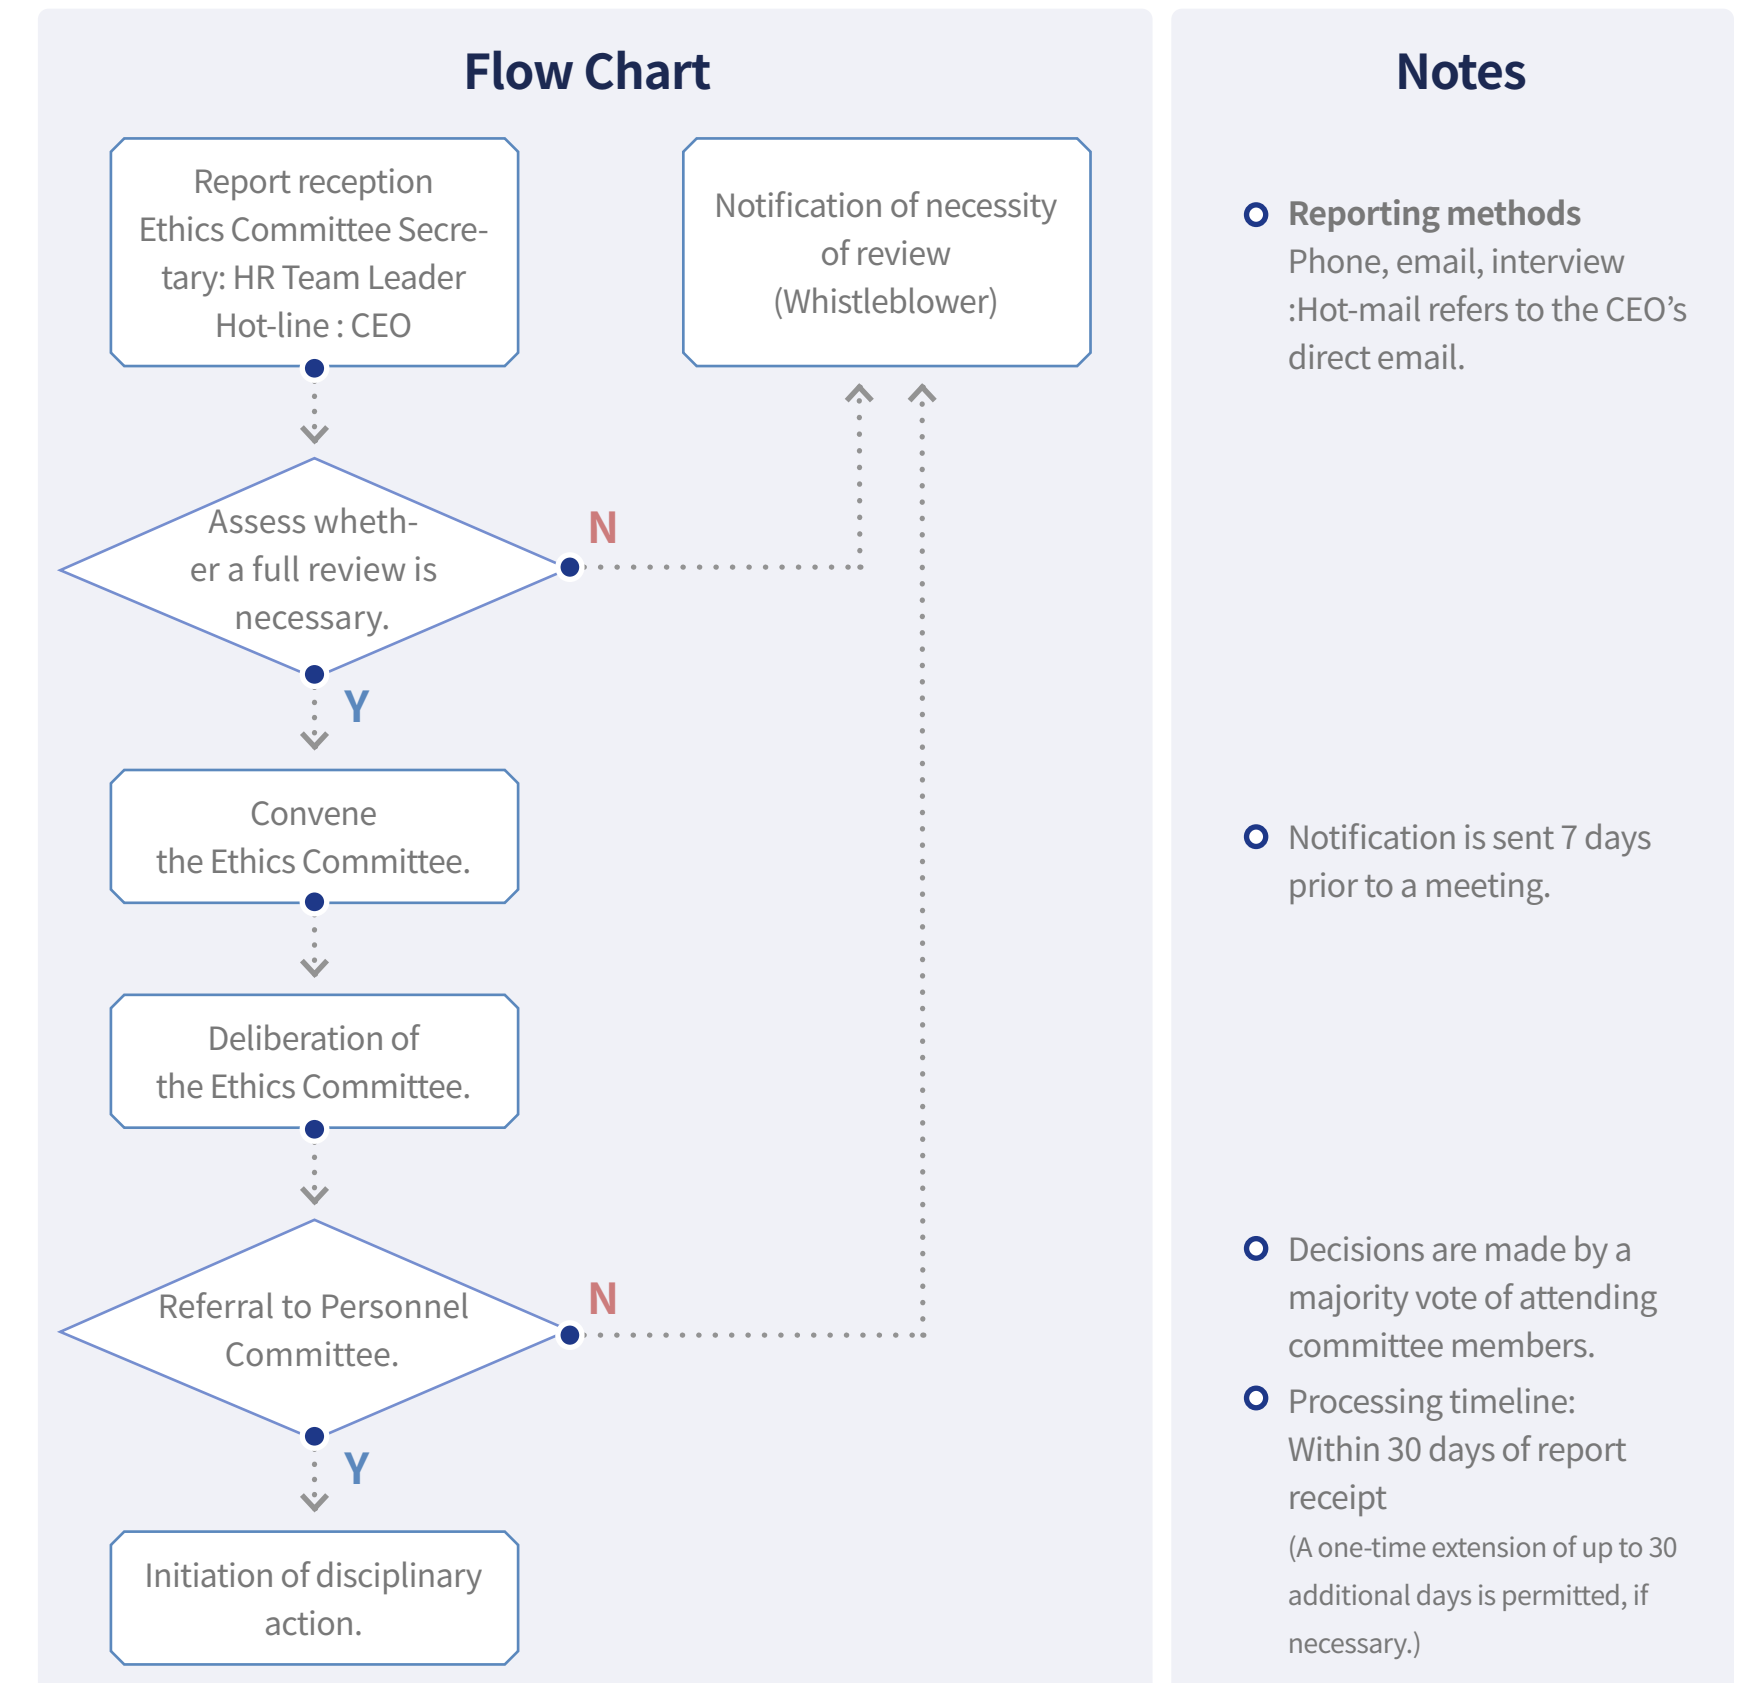 Flow Chart
Report reception
Ethics Committee Secre-
tary: HR Team Leader
Hot-line : CEO
Notification of necessity
of review
(Whistleblower)
Assess wheth-
er a full review is
necessary.
N
Y
Convene
the Ethics Committee.
Deliberation of
the Ethics Committee.
Referral to Personnel
Committee.
N
Y
Initiation of disciplinary
action.
Notes
Reporting methods
Phone, email, interview
:Hot-mail refers to the CEO’s
direct email.
Notification is sent 7 days
prior to a meeting.
Decisions are made by a
majority vote of attending
committee members.
Processing timeline:
Within 30 days of report
receipt
(A one-time extension of up to 30
additional days is permitted, if
necessary.)